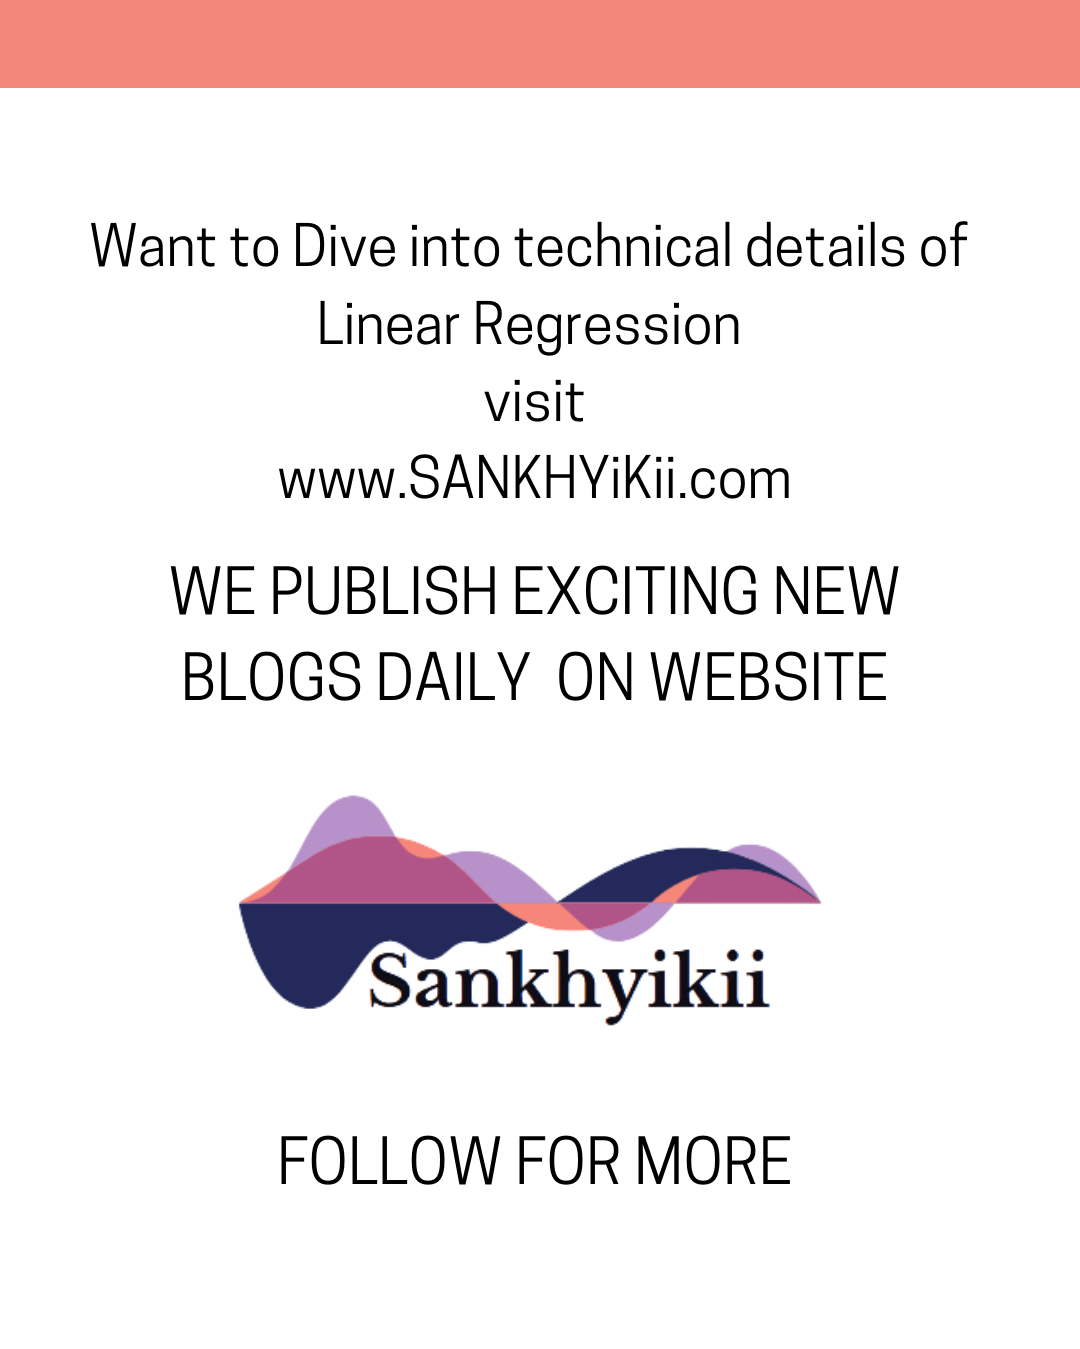 Want to Dive into technical details of
Linear Regression
visit
www.SANKHYiKii.com
WE PUBLISH EXCITING NEW
BLOGS DAILY  ON WEBSITE
Sankhyikii
FOLLOW FOR MORE